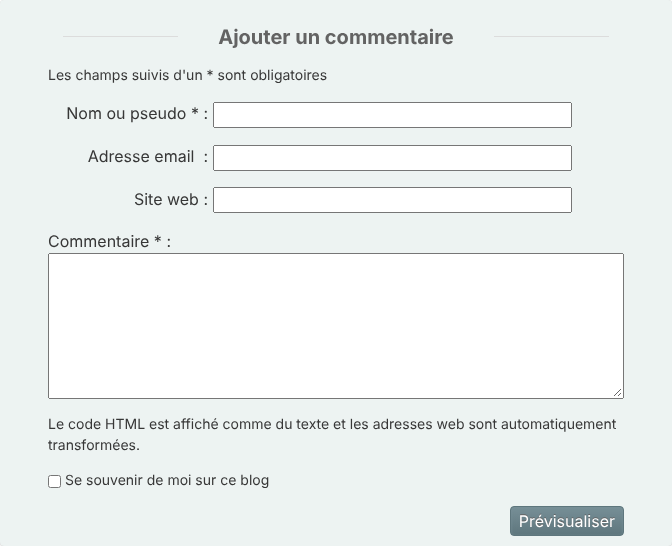 Ajouter un commentaire
Les champs suivis d'un * sont obligatoires
Nom ou pseudo * :
Adresse email :
Site web :
Commentaire * :
Le code HTML est affiché comme du texte et les adresses web sont automatiquement
transformées.
Se souvenir de moi sur ce blog
Prévisualiser